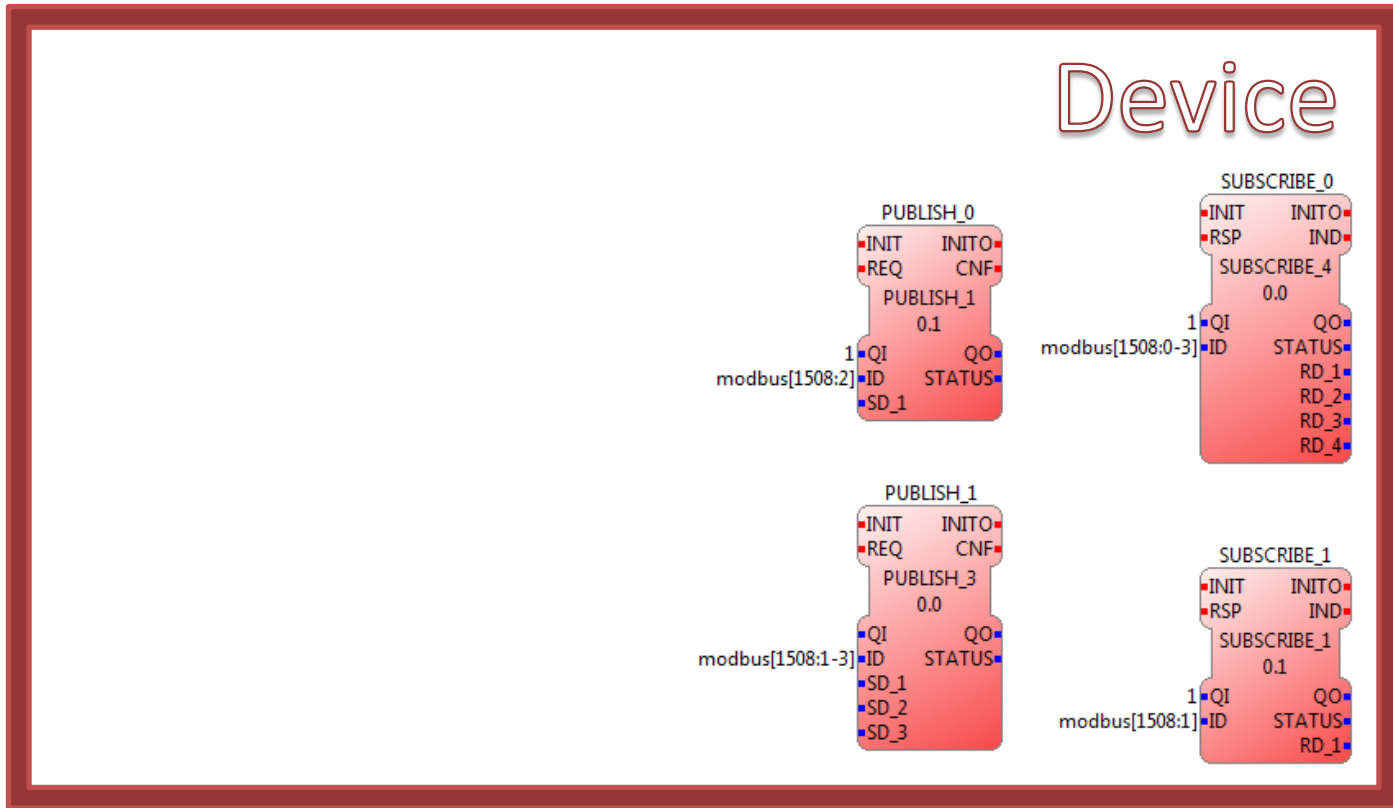 Device
PUBLISH_0
INIT INITO
REQ CNF
PUBLISH_1
0.1
1 QI QO
modbus[1508:2] ID STATUS
SD_1
SUBSCRIBE_0
INIT INITO
RSP IND
SUBSCRIBE_4
0.0
1 QI QO
modbus[1508:0-3] ID STATUS
RD_1
RD_2
RD_3
RD_4
PUBLISH_1
INIT INITO
REQ CNF
PUBLISH_3
0.0
QI QO
modbus[1508:1-3] ID STATUS
SD_1
SD_2
SD_3
SUBSCRIBE_1
INIT INITO
RSP IND
SUBSCRIBE_1
0.1
1 QI QO
modbus[1508:1] ID STATUS
RD_1